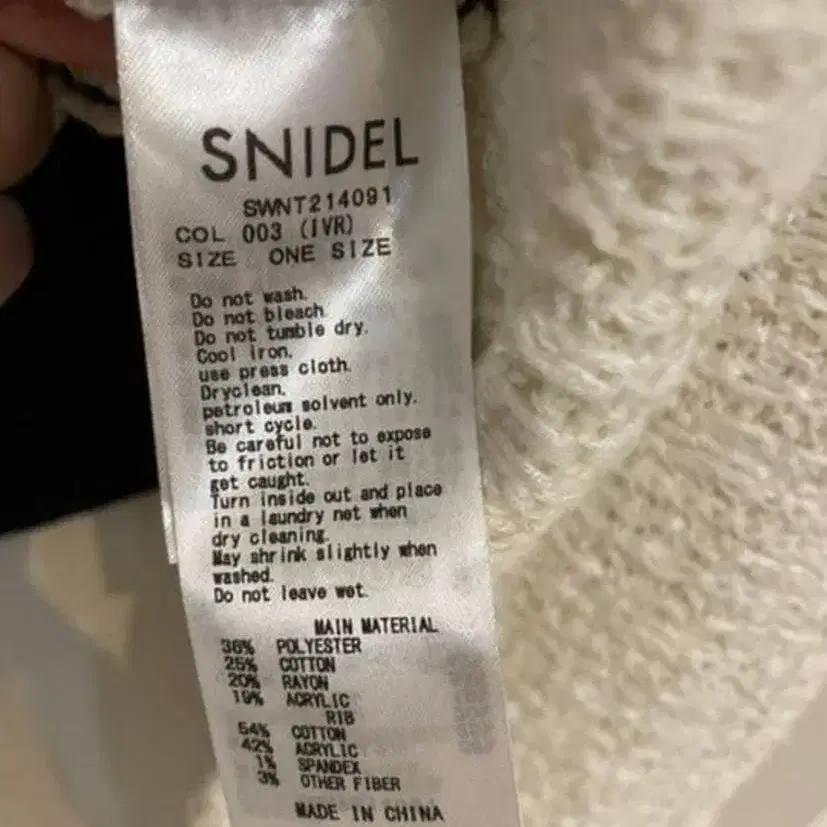 SNIDEL
SWNT214091
COL 003 (IVR)
SIZE ONE SIZE
Do not wash.
Do not bleach
Do not tumble dry.
Cool iron.
use press cloth.
Dryclean.
petroleum solvent only.
short cycle.
Be careful not to expose
to friction or let it
get caught.
Turn inside out and place
in a laundry net when
dry cleaning.
May shrink slightly when
washed.
Do not leave wet.
MAIN MATERIAL
36% POLYESTER
25% COTTON
20% RAYON
19% ACRYLIC
RIB
54% COTTON
42% ACRYLIC
1% SPANDEX
3% OTHER FIBER
MADE IN CHINA